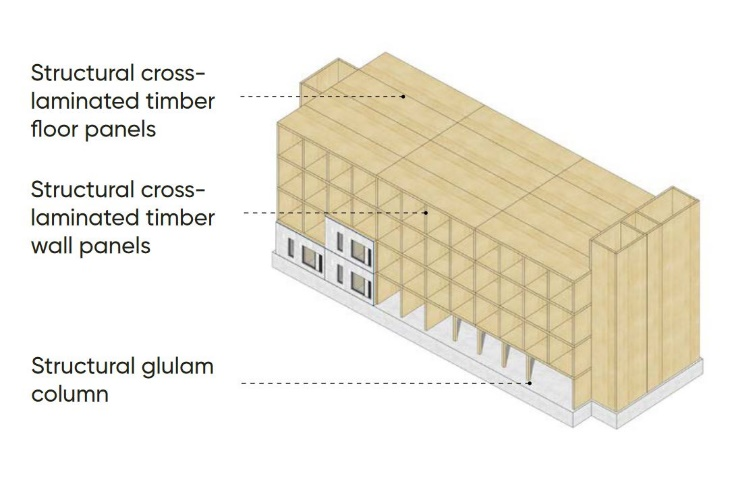 Structural cross-
laminated timber
floor panels
Structural cross-
laminated timber
wall panels
Structural glulam
column